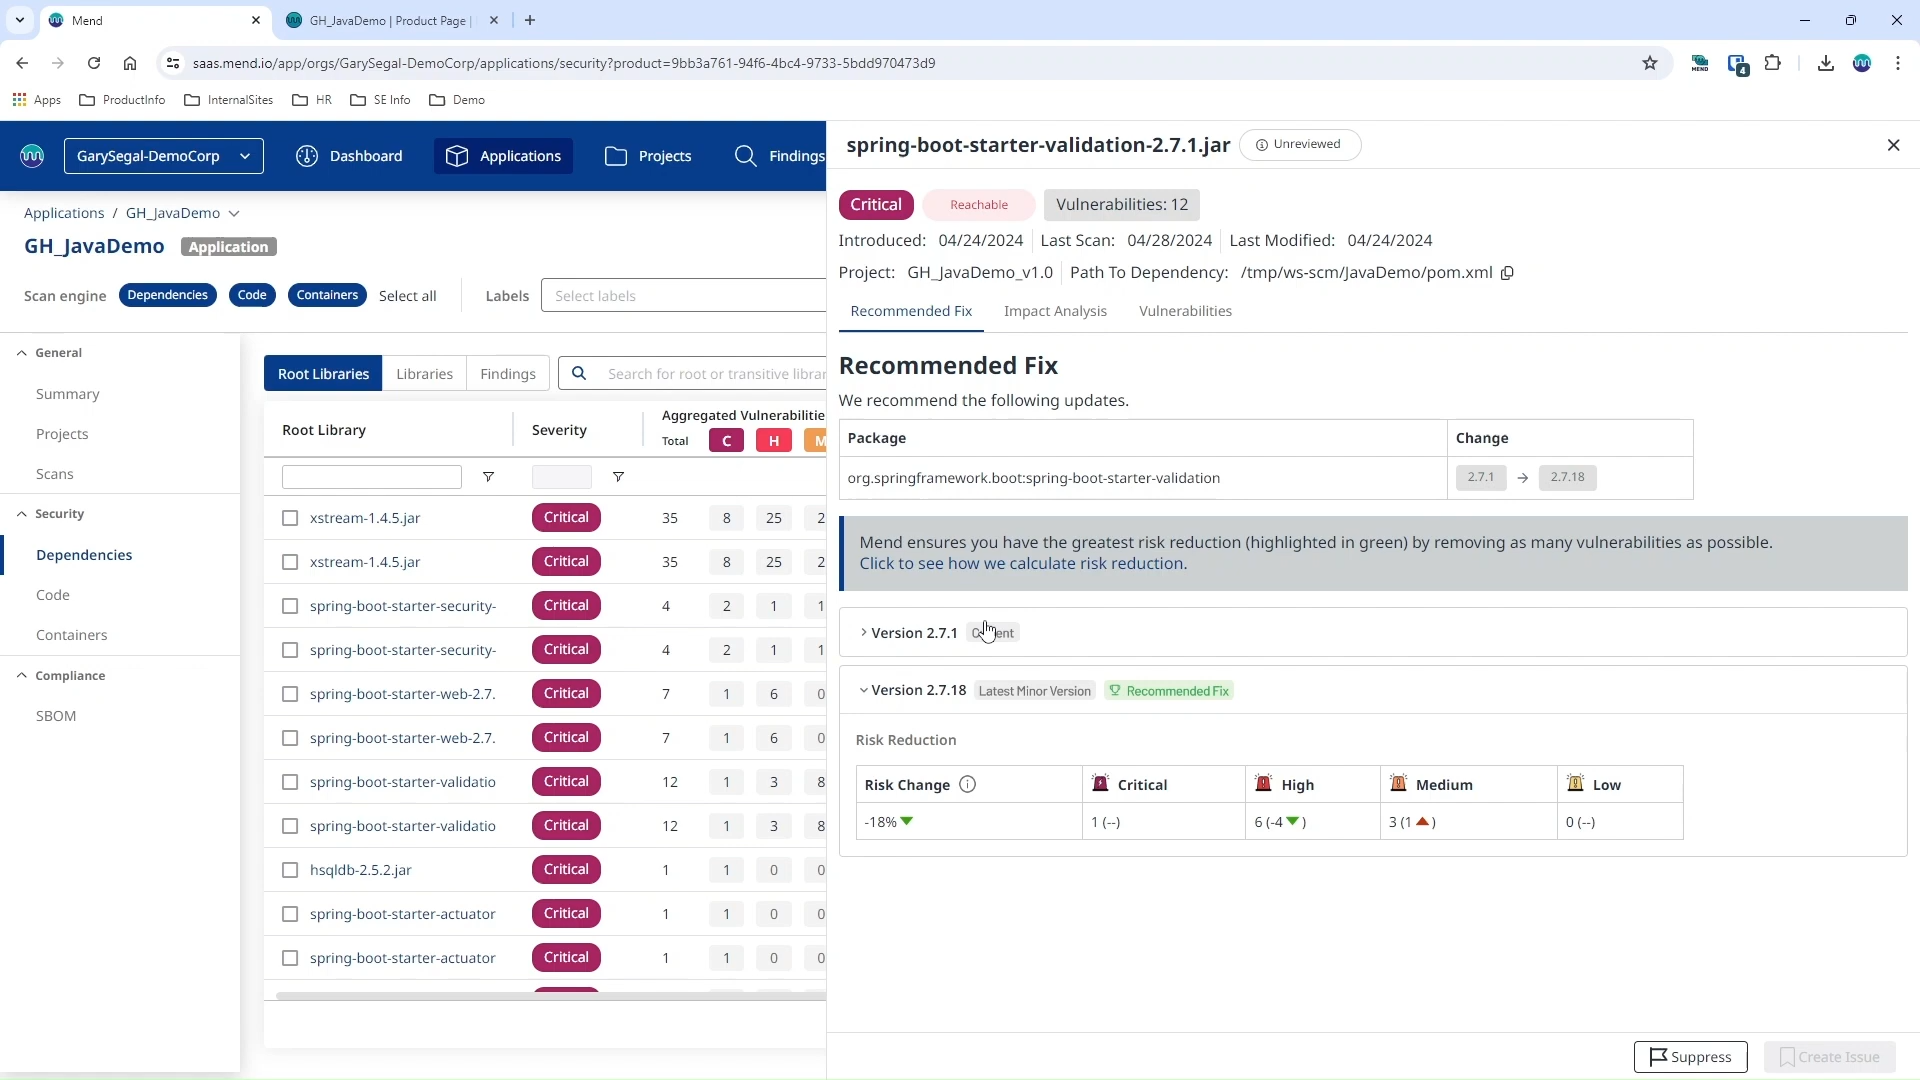 Mend
GH_JavaDemo | Product Page |
saas.mend.io/app/orgs/GarySegal-DemoCorp/applications/security?product=9bb3a761-94f6-4bc4-9733-5bdd970473d9
MEND
4
Apps
ProductInfo
InternalSites
HR
SE Info
Demo
GarySegal-DemoCorp
Dashboard
Applications
Projects
Findings
Applications / GH_JavaDemo
GH_JavaDemo
Application
Scan engine
Dependencies
Code
Containers
Select all
Labels
Select labels
General
Summary
Projects
Scans
Security
Dependencies
Code
Containers
Compliance
SBOM
Root Libraries
Libraries
Findings
Search for root or transitive librar
Root Library
Severity
Aggregated Vulnerabilitie
Total C H M
xstream-1.4.5.jar Critical 35 8 25 2
xstream-1.4.5.jar Critical 35 8 25 2
spring-boot-starter-security- Critical 4 2 1 1
spring-boot-starter-security- Critical 4 2 1 1
spring-boot-starter-web-2.7. Critical 7 1 6 0
spring-boot-starter-web-2.7. Critical 7 1 6 0
spring-boot-starter-validatio Critical 12 1 3 8
spring-boot-starter-validatio Critical 12 1 3 8
hsqldb-2.5.2.jar Critical 1 1 0 0
spring-boot-starter-actuator Critical 1 1 0 0
spring-boot-starter-actuator Critical 1 1 0 0
spring-boot-starter-validation-2.7.1.jar
Unreviewed
Critical
Reachable
Vulnerabilities: 12
Introduced: 04/24/2024
Last Scan: 04/28/2024
Last Modified: 04/24/2024
Project: GH_JavaDemo_v1.0
Path To Dependency: /tmp/ws-scm/JavaDemo/pom.xml
Recommended Fix
Impact Analysis
Vulnerabilities
Recommended Fix
We recommend the following updates.
Package Change
org.springframework.boot:spring-boot-starter-validation 2.7.1 → 2.7.18
Mend ensures you have the greatest risk reduction (highlighted in green) by removing as many vulnerabilities as possible.
Click to see how we calculate risk reduction.
Version 2.7.1
Version 2.7.18 Latest Minor Version Recommended Fix
Risk Reduction
Risk Change Critical High Medium Low
-18% 1 (--) 6 (-4 ) 3 (1 ) 0 (--)
Suppress
Create Issue